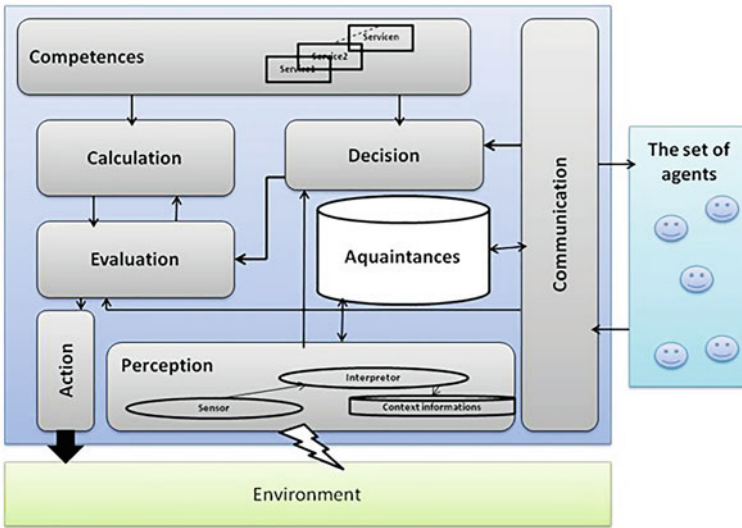 Competences
Servicen
Service2
Service1
Calculation
Decision
Communication
The set of
agents
Evaluation
Aquaintances
Action
Perception
Interpretor
Sensor
Context informations
Environment